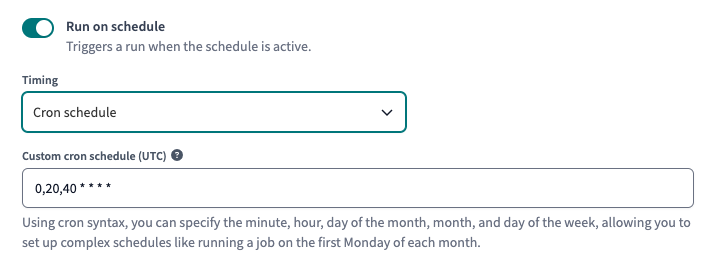 Run on schedule
Triggers a run when the schedule is active.
Timing
Cron schedule
Custom cron schedule (UTC) ?
0,20,40 * * * *
Using cron syntax, you can specify the minute, hour, day of the month, month, and day of the week, allowing you to
set up complex schedules like running a job on the first Monday of each month.